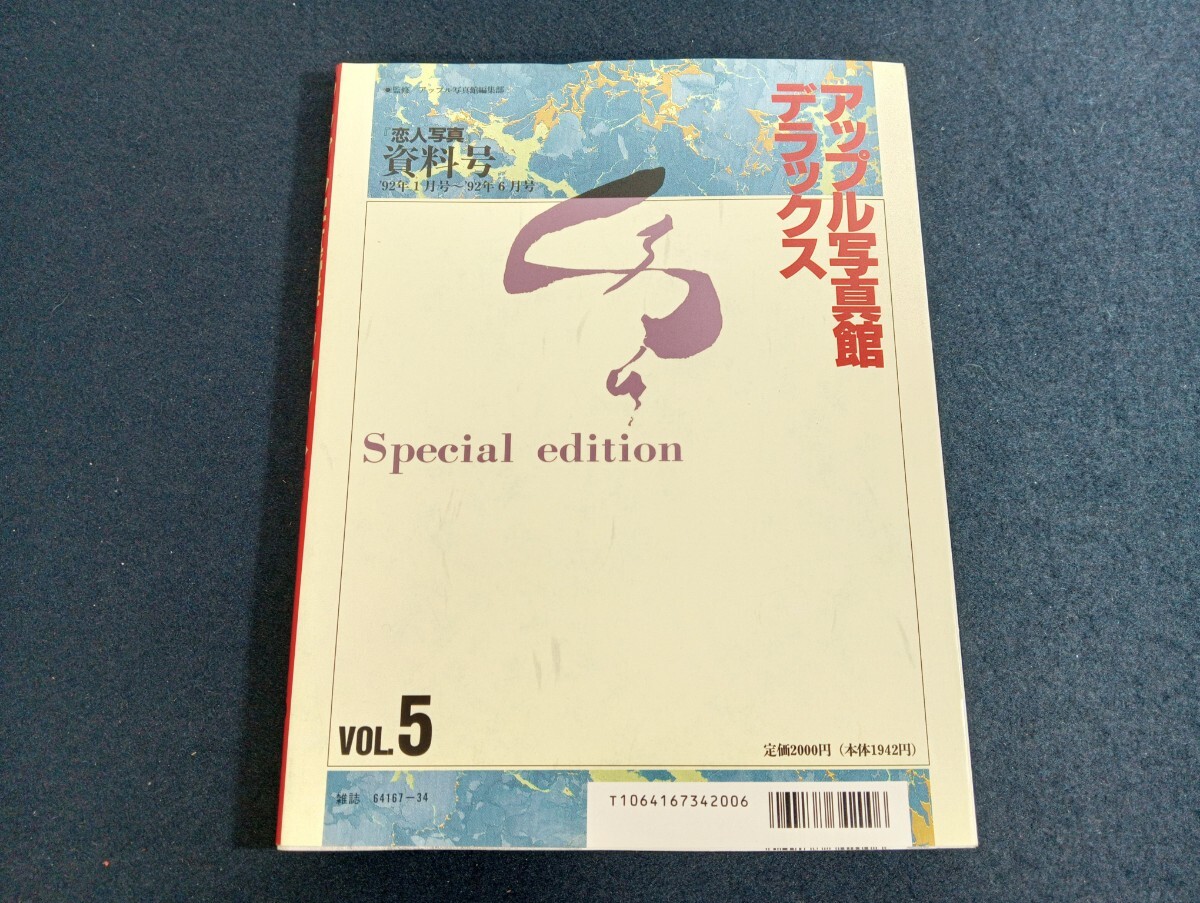 ●監修/アップル写真館編集部
『恋人写真』
資料号
'92年1月号〜'92年6月号
アップル写真館
デラックス
Special edition
VOL.5
定価2000円（本体1942円）
雑誌 64167-34
T1064167342006